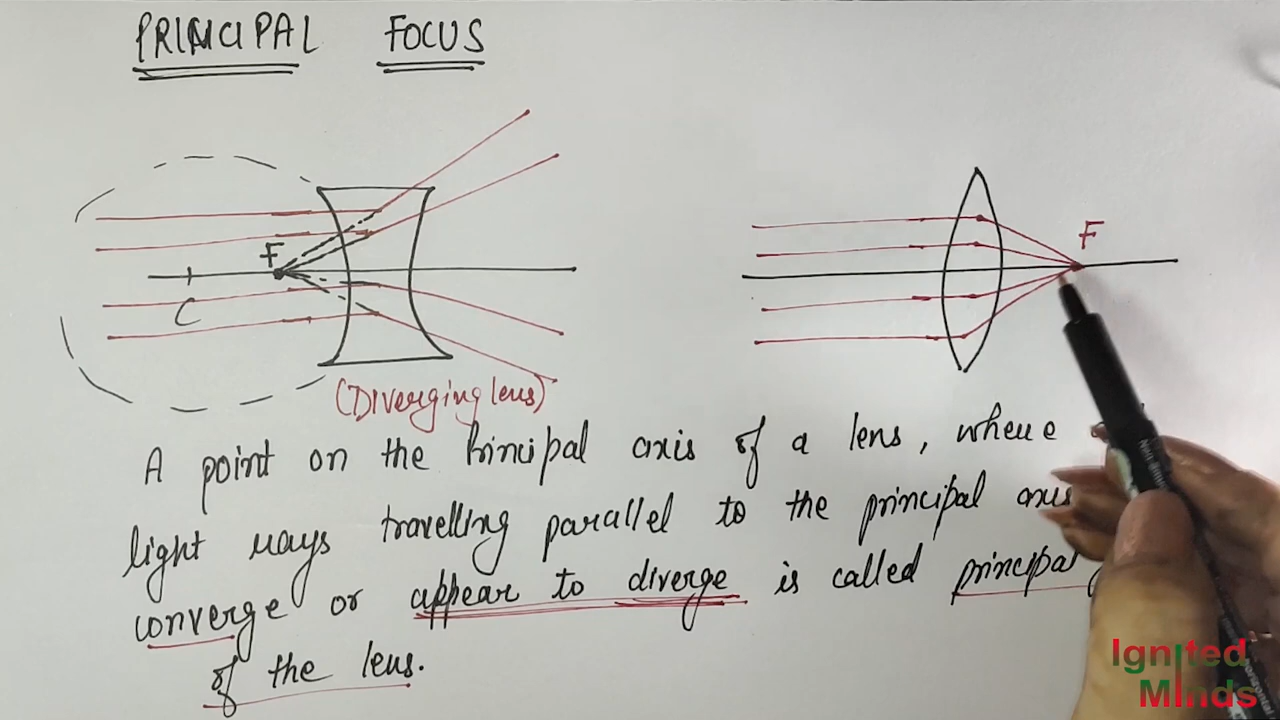 PRINCIPAL FOCUS
F
C
F
(Diverging lens)
A point on the Principal axis of a lens, where
light rays travelling parallel to the principal axis
converge or appear to diverge is called principal
of the lens.
Ignited
Minds